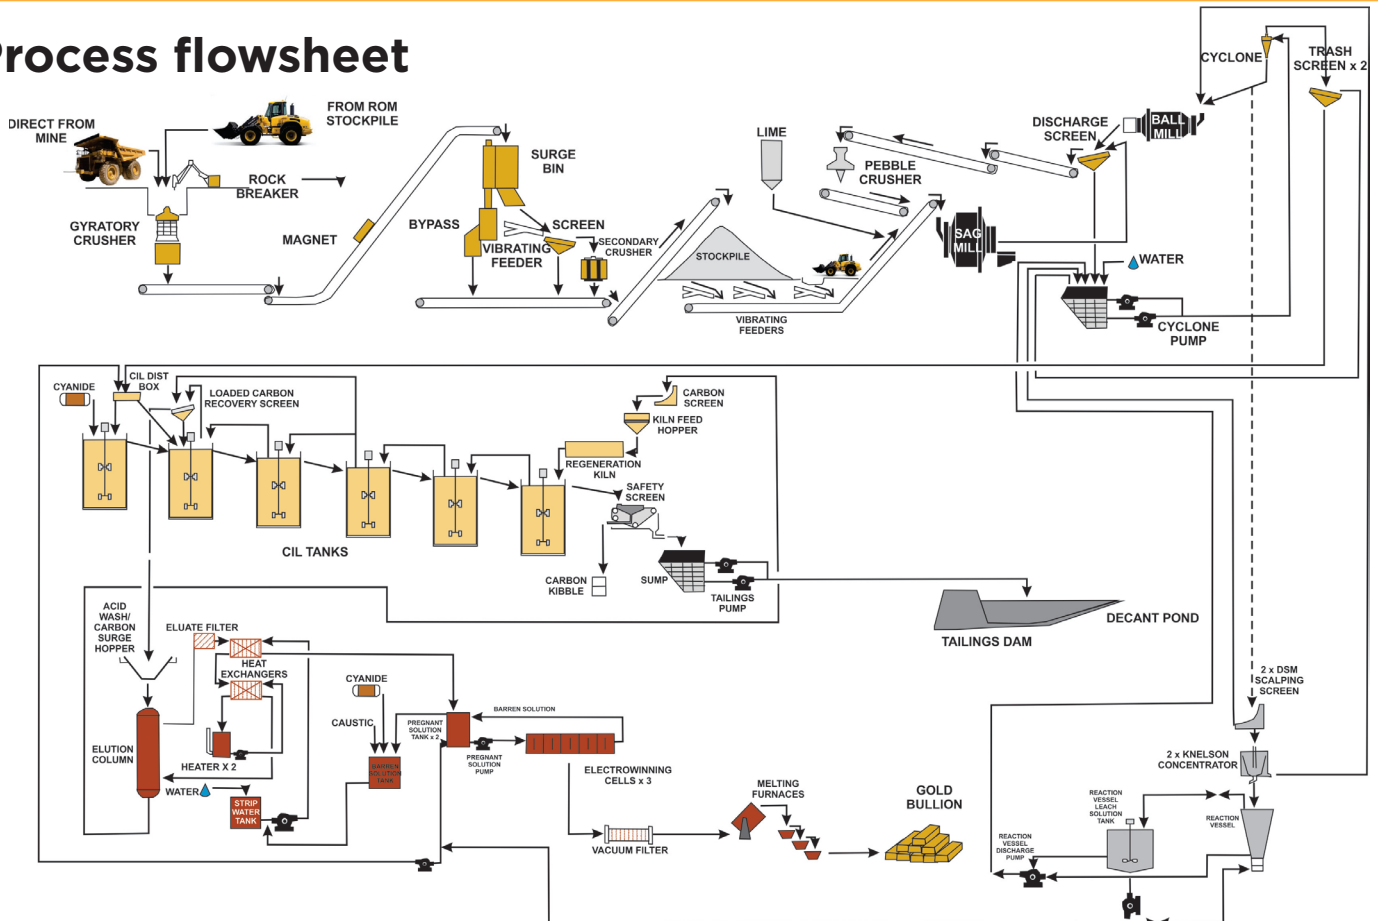 rocess flowsheet
DIRECT FROM
MINE
FROM ROM
STOCKPILE
ROCK
BREAKER
GYRATORY
CRUSHER
MAGNET
SURGE
BIN
BYPASS
VIBRATING
FEEDER
SCREEN
SECONDARY
CRUSHER
STOCKPILE
VIBRATING
FEEDERS
LIME
PEBBLE
CRUSHER
SAG
MILL
DISCHARGE
SCREEN
BALL
MILL
CYCLONE
TRASH
SCREEN x 2
WATER
CYCLONE
PUMP
CYANIDE
CIL DIST
BOX
LOADED CARBON
RECOVERY SCREEN
CIL TANKS
CARBON
SCREEN
KILN FEED
HOPPER
REGENERATION
KILN
SAFETY
SCREEN
CARBON
KIBBLE
SUMP
TAILINGS
PUMP
TAILINGS DAM
DECANT POND
ACID
WASH/
CARBON
SURGE
HOPPER
ELUATE FILTER
HEAT
EXCHANGERS
ELUTION
COLUMN
HEATER X 2
WATER
STRIP
WATER
TANK
CYANIDE
CAUSTIC
BARREN
SOLUTION
TANK
PREGNANT
SOLUTION
TANK x 2
BARREN SOLUTION
PREGNANT
SOLUTION
PUMP
ELECTROWINNING
CELLS x 3
VACUUM FILTER
MELTING
FURNACES
GOLD
BULLION
2 x DSM
SCALPING
SCREEN
2 x KNELSON
CONCENTRATOR
REACTION
VESSEL
LEACH
SOLUTION
TANK
REACTION
VESSEL
REACTION
VESSEL
DISCHARGE
PUMP